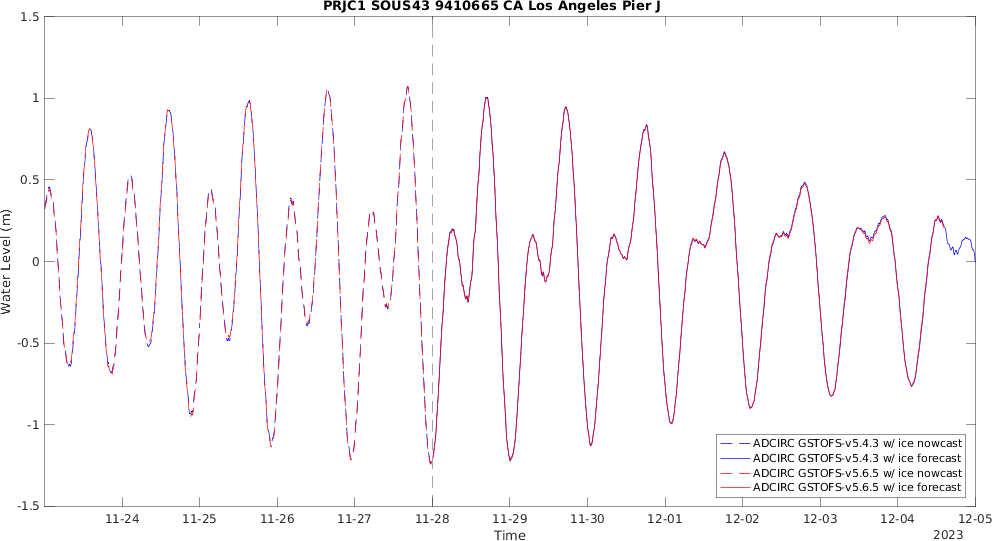 PRJC1 SOUS43 9410665 CA Los Angeles Pier J
1.5
1
0.5
0
-0.5
-1
-1.5
Water Level (m)
11-24 11-25 11-26 11-27 11-28 11-29 11-30 12-01 12-02 12-03 12-04 12-05
Time
2023
ADCIRC GSTOFS-v5.4.3 w/ ice nowcast
ADCIRC GSTOFS-v5.4.3 w/ ice forecast
ADCIRC GSTOFS-v5.6.5 w/ ice nowcast
ADCIRC GSTOFS-v5.6.5 w/ ice forecast